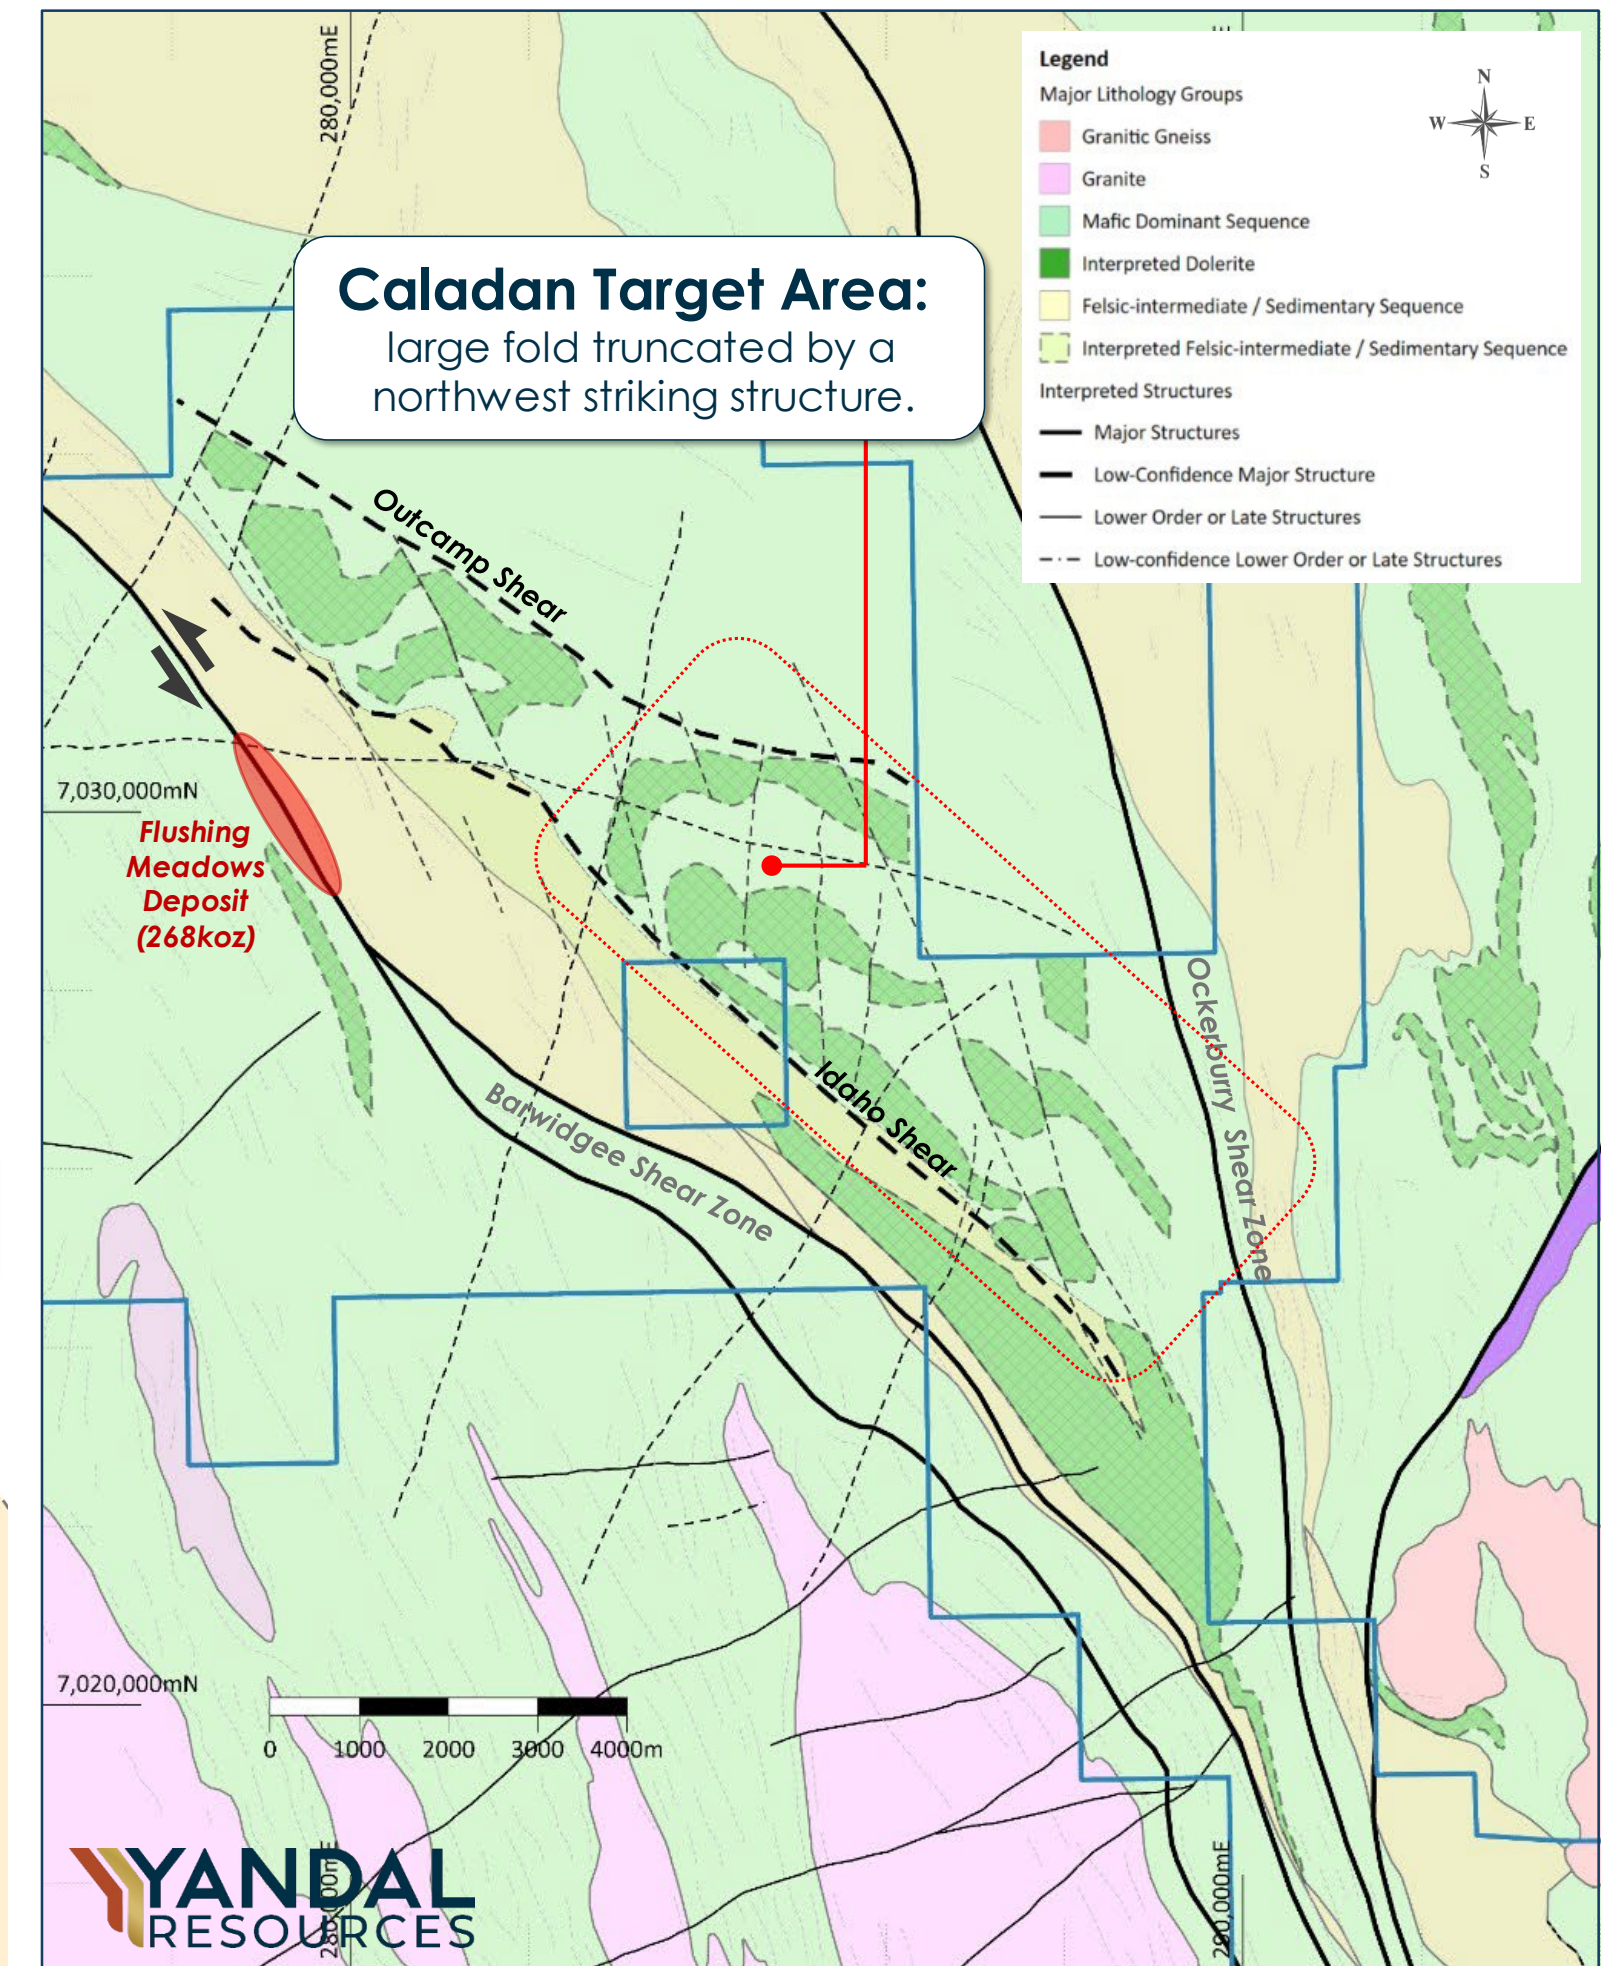 280,000mE
Legend
Major Lithology Groups
N
W
E
S
Granitic Gneiss
Granite
Mafic Dominant Sequence
Interpreted Dolerite
Felsic-intermediate / Sedimentary Sequence
Interpreted Felsic-intermediate / Sedimentary Sequence
Interpreted Structures
Major Structures
Low-Confidence Major Structure
Lower Order or Late Structures
Low-confidence Lower Order or Late Structures
Caladan Target Area:
large fold truncated by a
northwest striking structure.
Outcamp Shear
7,030,000mN
Flushing
Meadows
Deposit
(268koz)
Ockerburry Shear Zone
Idaho Shear
Barwidgee Shear Zone
7,020,000mN
0 1000 2000 3000 4000m
YANDAL
RESOURCES
280,000mE
290,000mE